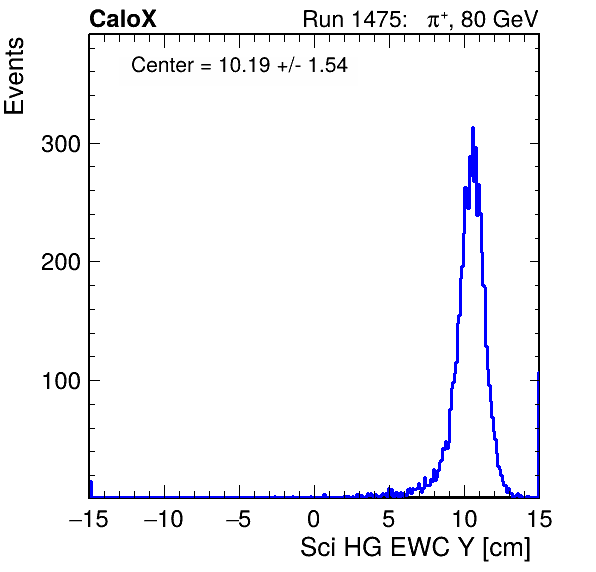 CaloX Run 1475: π⁺, 80 GeV
Center = 10.19 +/- 1.54
Events
300
200
100
−15 −10 −5 0 5 10 15
Sci HG EWC Y [cm]